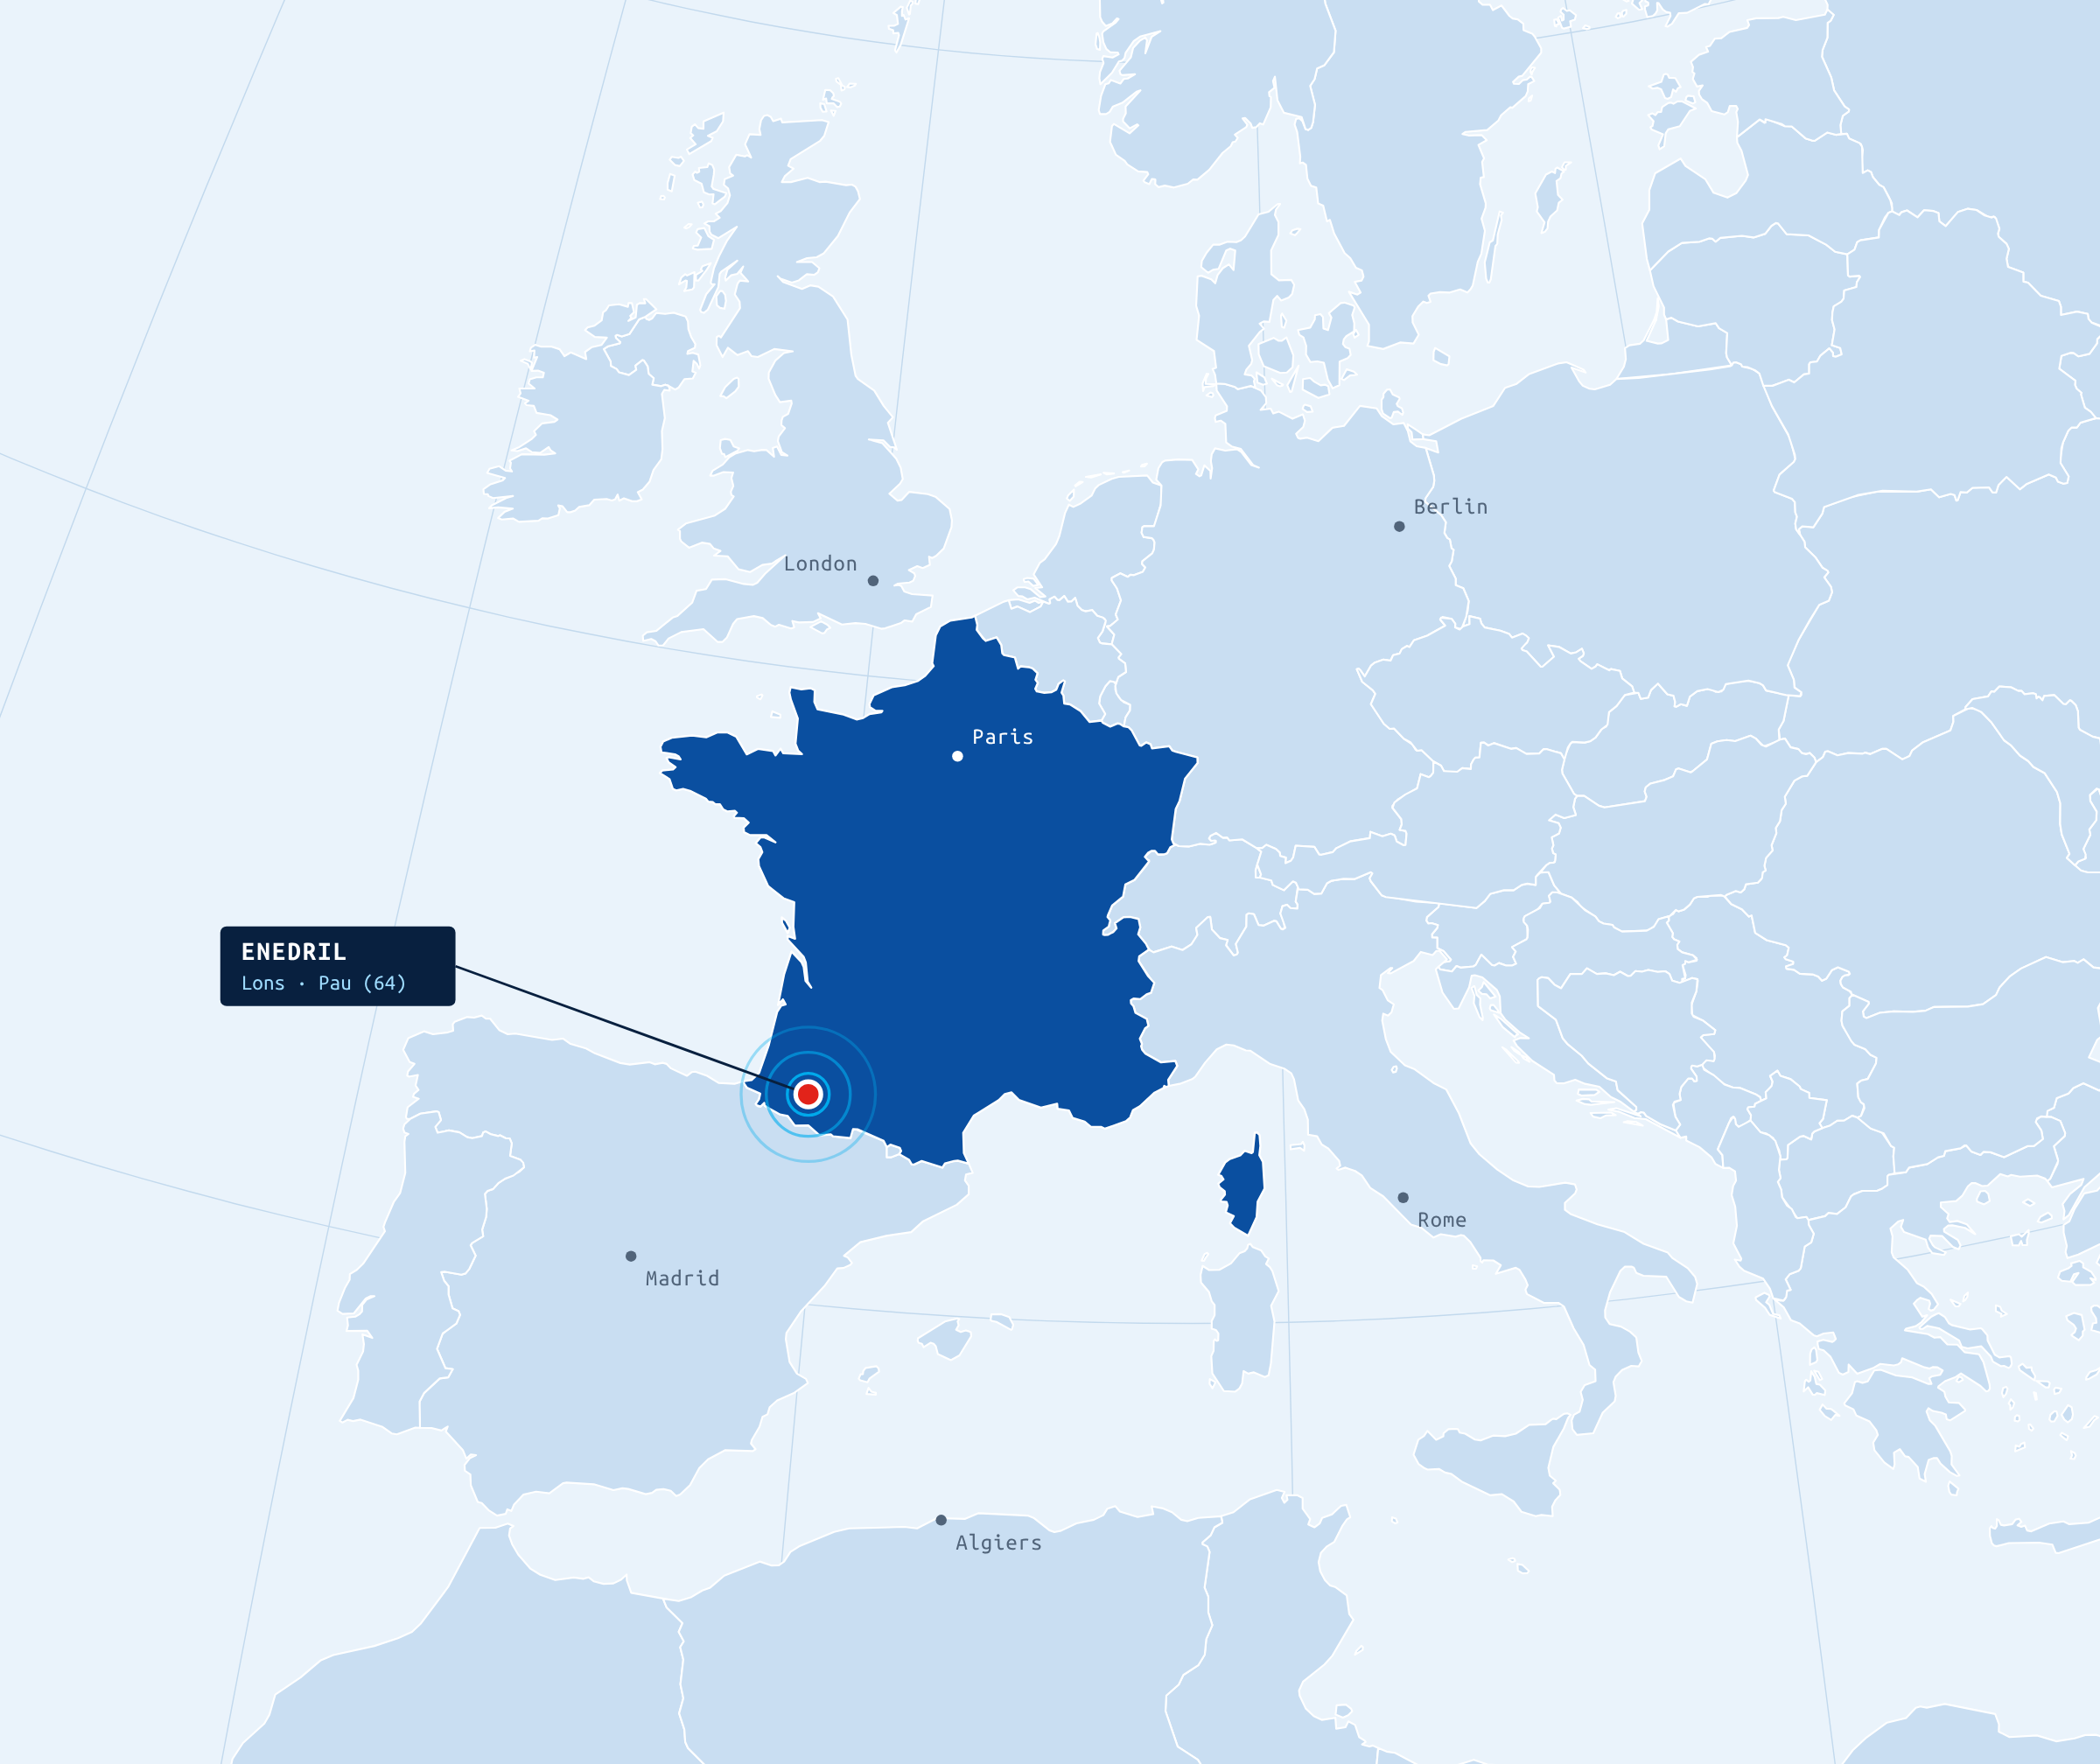 Berlin
London
Paris
ENEDRIL
Lons · Pau (64)
Rome
Madrid
Algiers